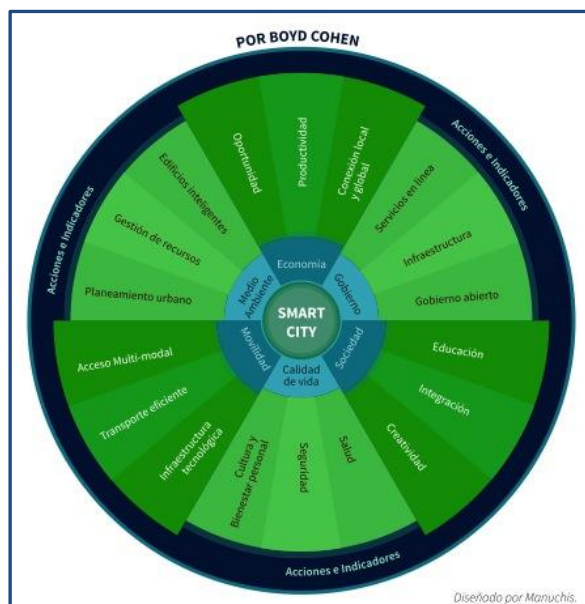 POR BOYD COHEN
Acciones e Indicadores
Acciones e Indicadores
Oportunidad
Productividad
Conexión local
y global
Edificios inteligentes
Gestión de recursos
Planeamiento urbano
Servicios en línea
Infraestructura
Gobierno abierto
Economía
Medio
Ambiente
Gobierno
SMART
CITY
Movilidad
Sociedad
Calidad
de vida
Acceso Multi-modal
Transporte eficiente
Infraestructura
tecnológica
Educación
Integración
Creatividad
Cultura y
Bienestar personal
Seguridad
Salud
Acciones e Indicadores
Diseñado por Manuchis.